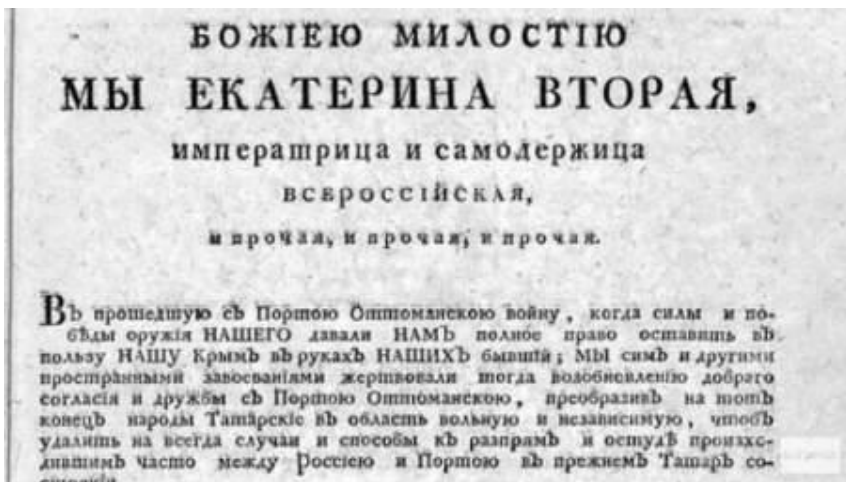 БОЖІЕЮ МИЛОСТІЮ
МЫ ЕКАТЕРИНА ВТОРАЯ,
императрица и самодержица
ВСЕРОССІЙСКАЯ,
и прочая, и прочая, и прочая.
Въ прошедшую съ Портою Оттоманскою войну, когда силы и по-
бѣды оружія НАШЕГО давали НАМЪ полное право оставить въ
пользу НАШУ Крымъ въ рукахъ НАШИХЪ бывшій; МЫ симъ и другими
пространными завоеваніями жертвовали тогда возобновленію добраго
согласія и дружбы съ Портою Оттоманскою, преобразивъ на тотъ
конецъ народы Татарскіе въ область вольную и независимую, чтобъ
удалить на всегда случаи и способы къ распрямъ и остудѣ произхо-
дившимъ часто между Россіею и Портою въ прежнемъ Татаръ со-